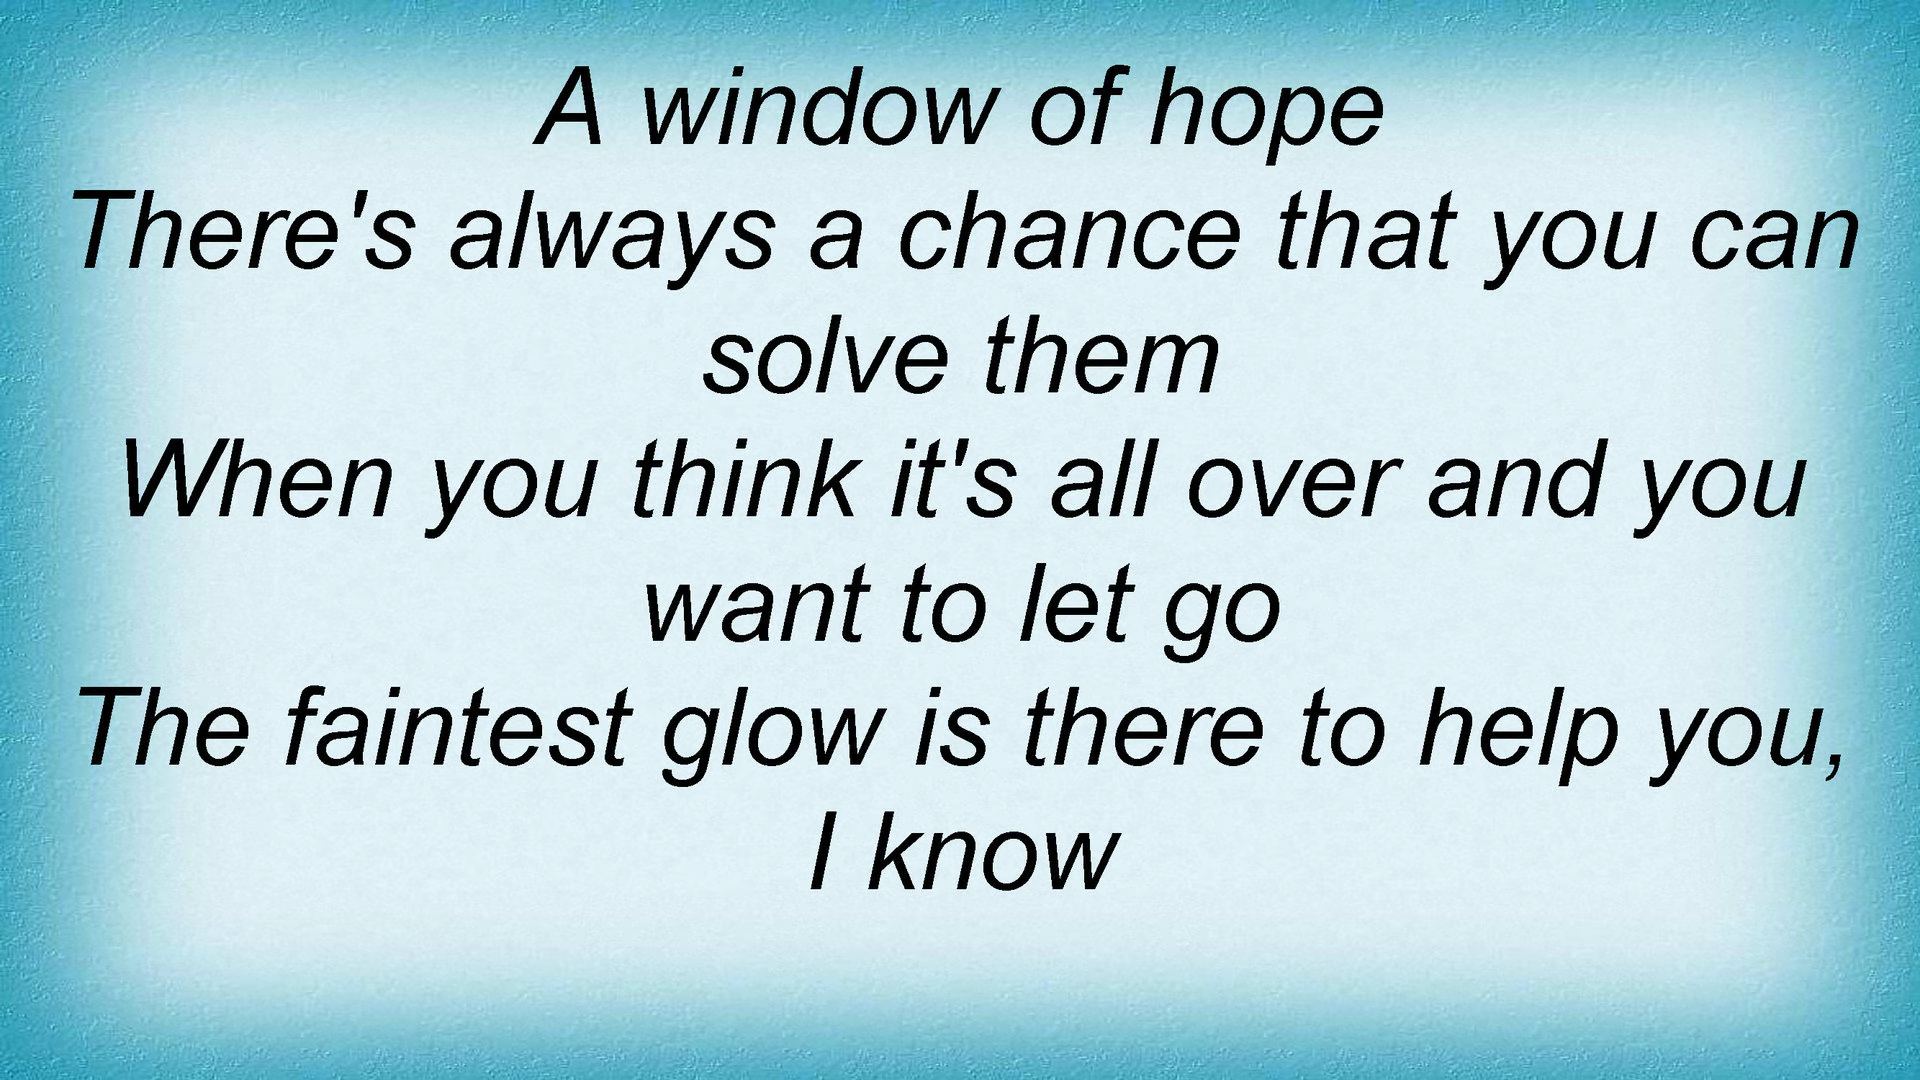 A window of hope
There's always a chance that you can
solve them
When you think it's all over and you
want to let go
The faintest glow is there to help you,
I know